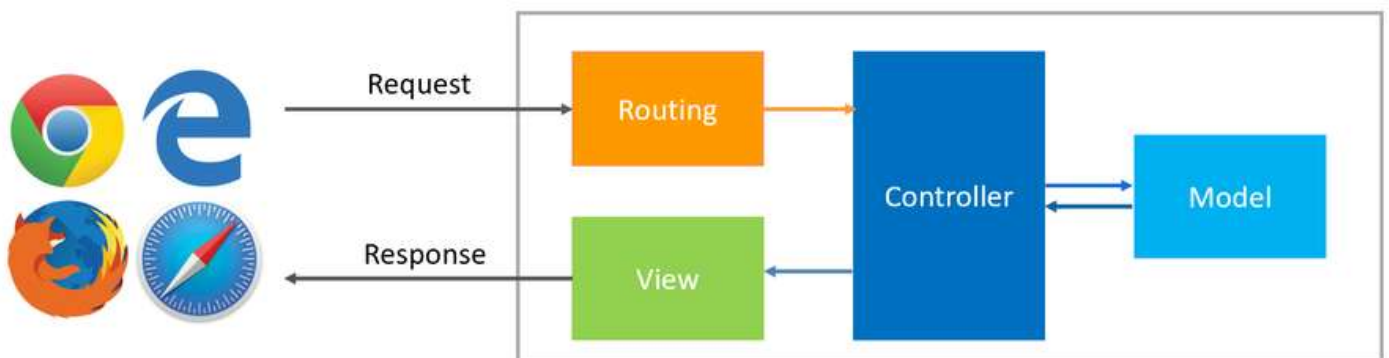 Request
Routing
Controller
Model
Response
View